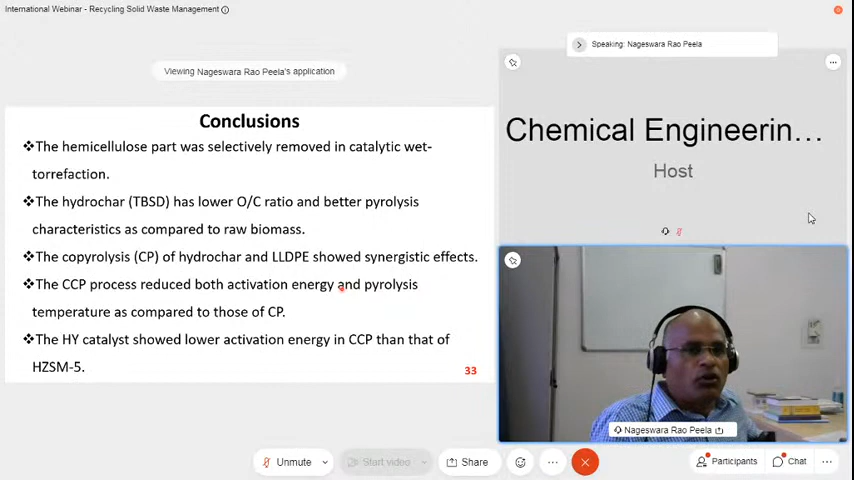 International Webinar - Recycling Solid Waste Management
Viewing Nageswara Rao Peela's application
Conclusions
❖The hemicellulose part was selectively removed in catalytic wet-
torrefaction.
❖The hydrochar (TBSD) has lower O/C ratio and better pyrolysis
characteristics as compared to raw biomass.
❖The copyrolysis (CP) of hydrochar and LLDPE showed synergistic effects.
❖The CCP process reduced both activation energy and pyrolysis
temperature as compared to those of CP.
❖The HY catalyst showed lower activation energy in CCP than that of
HZSM-5.
33
Speaking: Nageswara Rao Peela
Chemical Engineerin...
Host
Nageswara Rao Peela
Unmute
Start video
Share
Participants
Chat